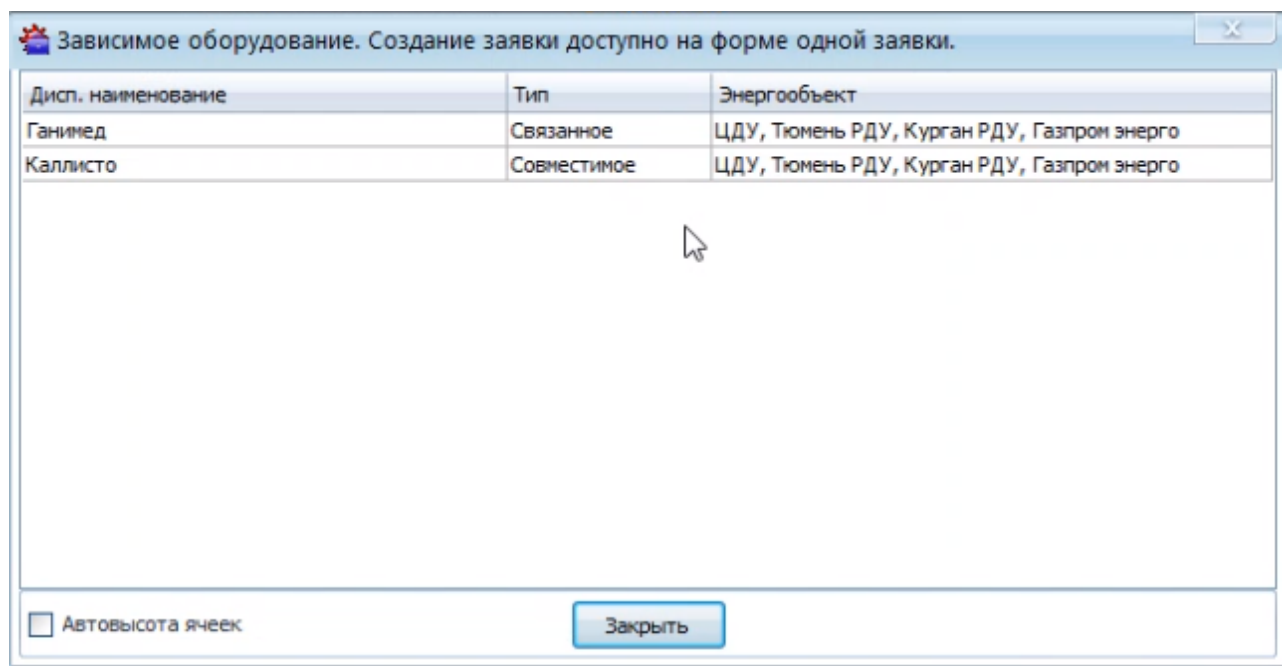 Зависимое оборудование. Создание заявки доступно на форме одной заявки.
Дисп. наименование Тип Энергообъект
Ганимед Связанное ЦДУ, Тюмень РДУ, Курган РДУ, Газпром энерго
Каллисто Совместимое ЦДУ, Тюмень РДУ, Курган РДУ, Газпром энерго
Автовысота ячеек Закрыть